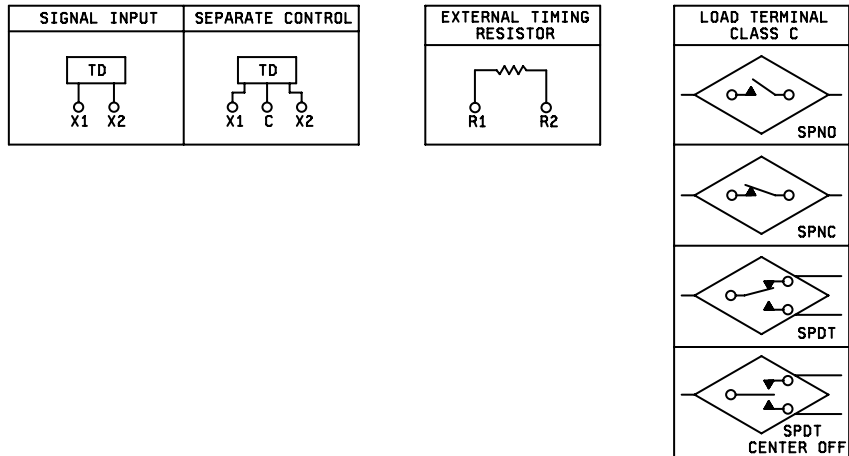 SIGNAL INPUT
SEPARATE CONTROL
TD
X1 X2
TD
X1 C X2
EXTERNAL TIMING
RESISTOR
R1 R2
LOAD TERMINAL
CLASS C
SPNO
SPNC
SPDT
SPDT
CENTER OFF